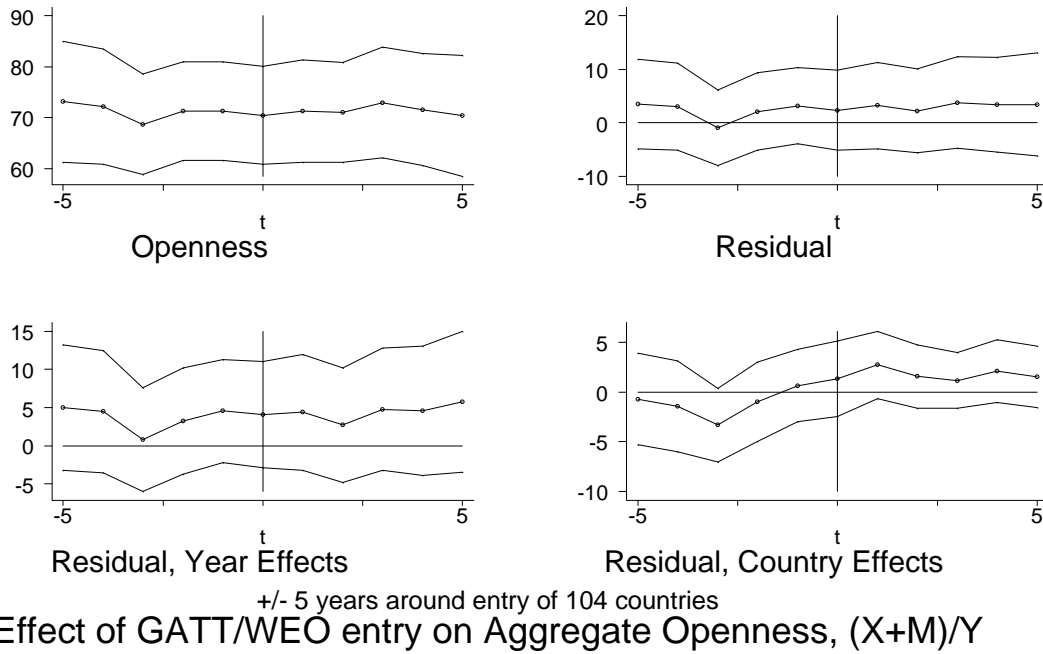 90
80
70
60
-5
5
t
Openness
20
10
0
-10
-5
5
t
Residual
15
10
5
0
-5
-5
5
t
Residual, Year Effects
5
0
-5
-10
-5
5
t
Residual, Country Effects
+/- 5 years around entry of 104 countries
Effect of GATT/WEO entry on Aggregate Openness, (X+M)/Y